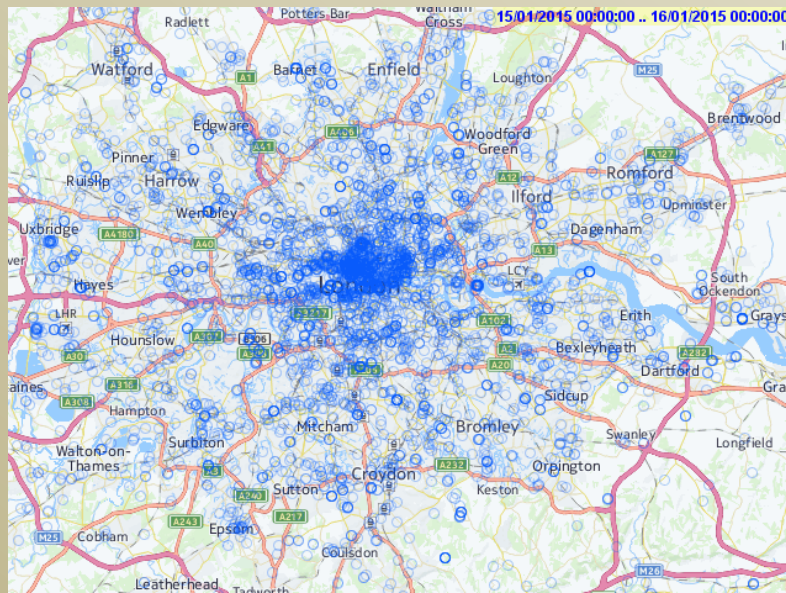 Radlett
Potters Bar
Waltham
Cross
15/01/2015 00:00:00 .. 16/01/2015 00:00:00
Watford
A1
Barnet
Enfield
Loughton
M25
Edgware
A406
Brentwood
A41
Woodford
Green
Pinner
A127
Ruislip
Harrow
A12
Romford
Ilford
Upminster
Wembley
Uxbridge
A4180
A40
Dagenham
A13
Hayes
London
LCY
South
Ockendon
LHR
A102
Erith
Grays
Hounslow
A307
A30
A2
Bexleyheath
A282
A20
Dartford
aines
A316
A308
Gra
Hampton
Sidcup
Mitcham
Bromley
Swanley
Longfield
Surbiton
Walton-on-
Thames
A3
Croydon
A232
Orpington
Sutton
Keston
A240
A243
A217
Epsom
M25
Cobham
Coulsdon
Leatherhead
Tadworth
M26